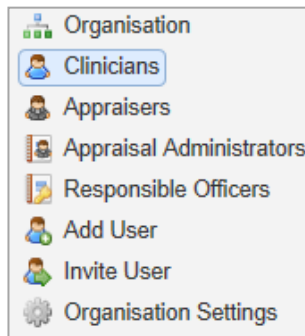 Organisation
Clinicians
Appraisers
Appraisal Administrators
Responsible Officers
Add User
Invite User
Organisation Settings